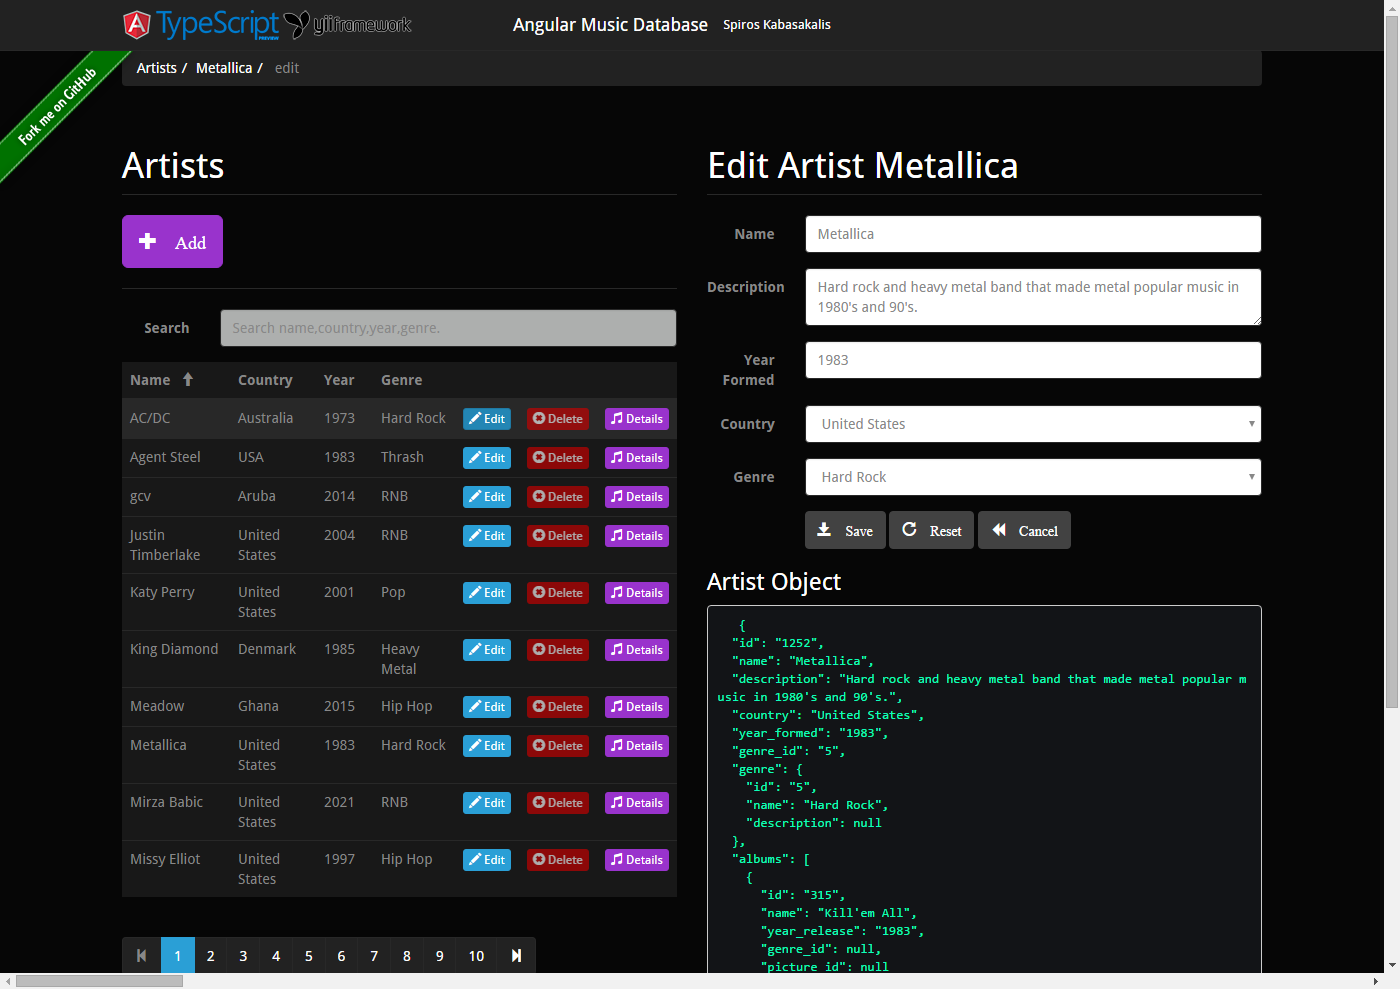 TypeScript PREVIEW yiiframework Angular Music Database Spiros Kabasakalis
Fork me on GitHub
Artists / Metallica / edit
Artists
Add
Search Search name,country,year,genre.
Name Country Year Genre
AC/DC Australia 1973 Hard Rock Edit Delete Details
Agent Steel USA 1983 Thrash Edit Delete Details
gcv Aruba 2014 RNB Edit Delete Details
Justin United 2004 RNB Edit Delete Details
Timberlake States
Katy Perry United 2001 Pop Edit Delete Details
States
King Diamond Denmark 1985 Heavy Edit Delete Details
Metal
Meadow Ghana 2015 Hip Hop Edit Delete Details
Metallica United 1983 Hard Rock Edit Delete Details
States
Mirza Babic United 2021 RNB Edit Delete Details
States
Missy Elliot United 1997 Hip Hop Edit Delete Details
States
1 2 3 4 5 6 7 8 9 10
Edit Artist Metallica
Name Metallica
Description Hard rock and heavy metal band that made metal popular music in
1980's and 90's.
Year 1983
Formed
Country United States
Genre Hard Rock
Save Reset Cancel
Artist Object
{
"id": "1252",
"name": "Metallica",
"description": "Hard rock and heavy metal band that made metal popular m
usic in 1980's and 90's.",
"country": "United States",
"year_formed": "1983",
"genre_id": "5",
"genre": {
"id": "5",
"name": "Hard Rock",
"description": null
},
"albums": [
{
"id": "315",
"name": "Kill'em All",
"year_release": "1983",
"genre_id": null,
"picture_id": null